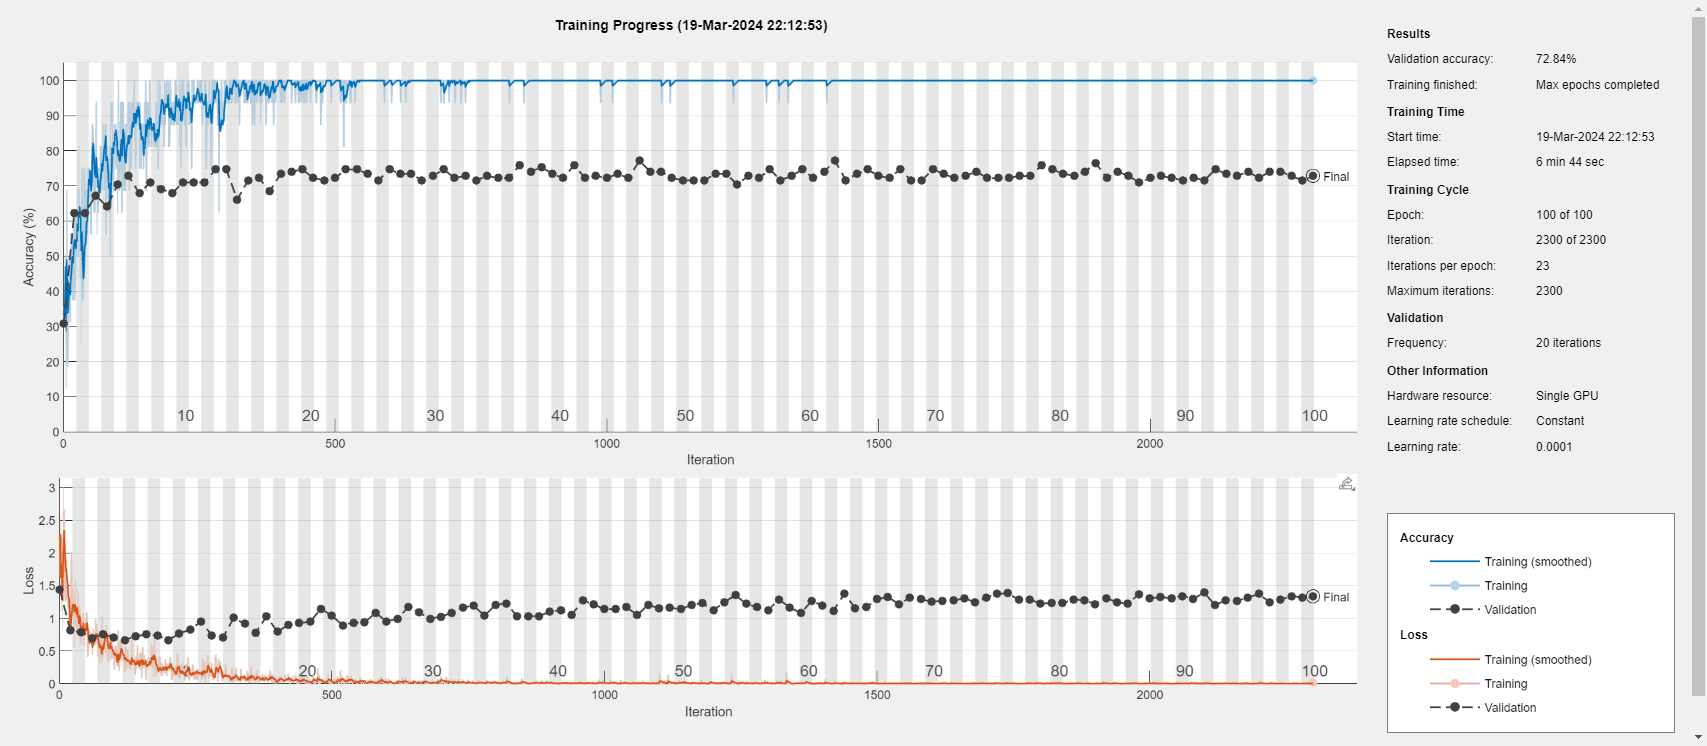 Training Progress (19-Mar-2024 22:12:53)
100
90
80
70
60
50
40
30
20
10
0
Accuracy (%)
Final
10 20 30 40 50 60 70 80 90 100
0 500 1000 1500 2000
Iteration
3
2.5
2
1.5
1
0.5
0
Loss
Final
20 30 40 50 60 70 80 90 100
0 500 1000 1500 2000
Iteration
Results
Validation accuracy: 72.84%
Training finished: Max epochs completed
Training Time
Start time: 19-Mar-2024 22:12:53
Elapsed time: 6 min 44 sec
Training Cycle
Epoch: 100 of 100
Iteration: 2300 of 2300
Iterations per epoch: 23
Maximum iterations: 2300
Validation
Frequency: 20 iterations
Other Information
Hardware resource: Single GPU
Learning rate schedule: Constant
Learning rate: 0.0001
Accuracy
Training (smoothed)
Training
Validation
Loss
Training (smoothed)
Training
Validation